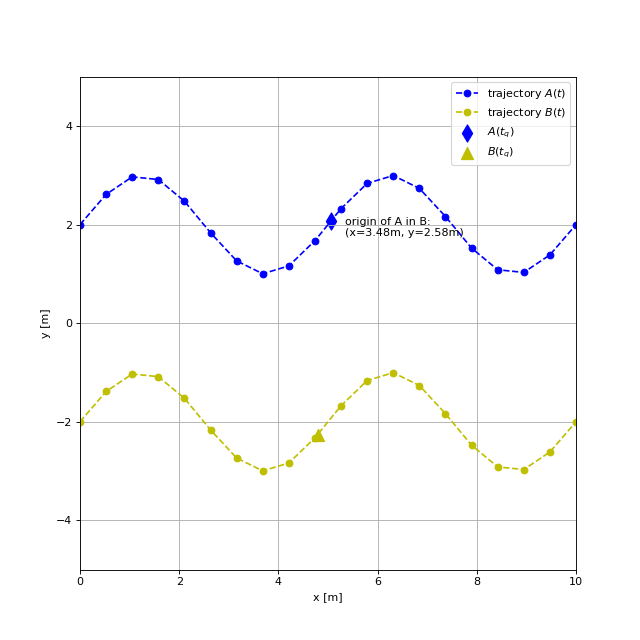 trajectory A(t)
trajectory B(t)
A(t_q)
B(t_q)
origin of A in B:
(x=3.48m, y=2.58m)
4
2
0
−2
−4
y [m]
0 2 4 6 8 10
x [m]